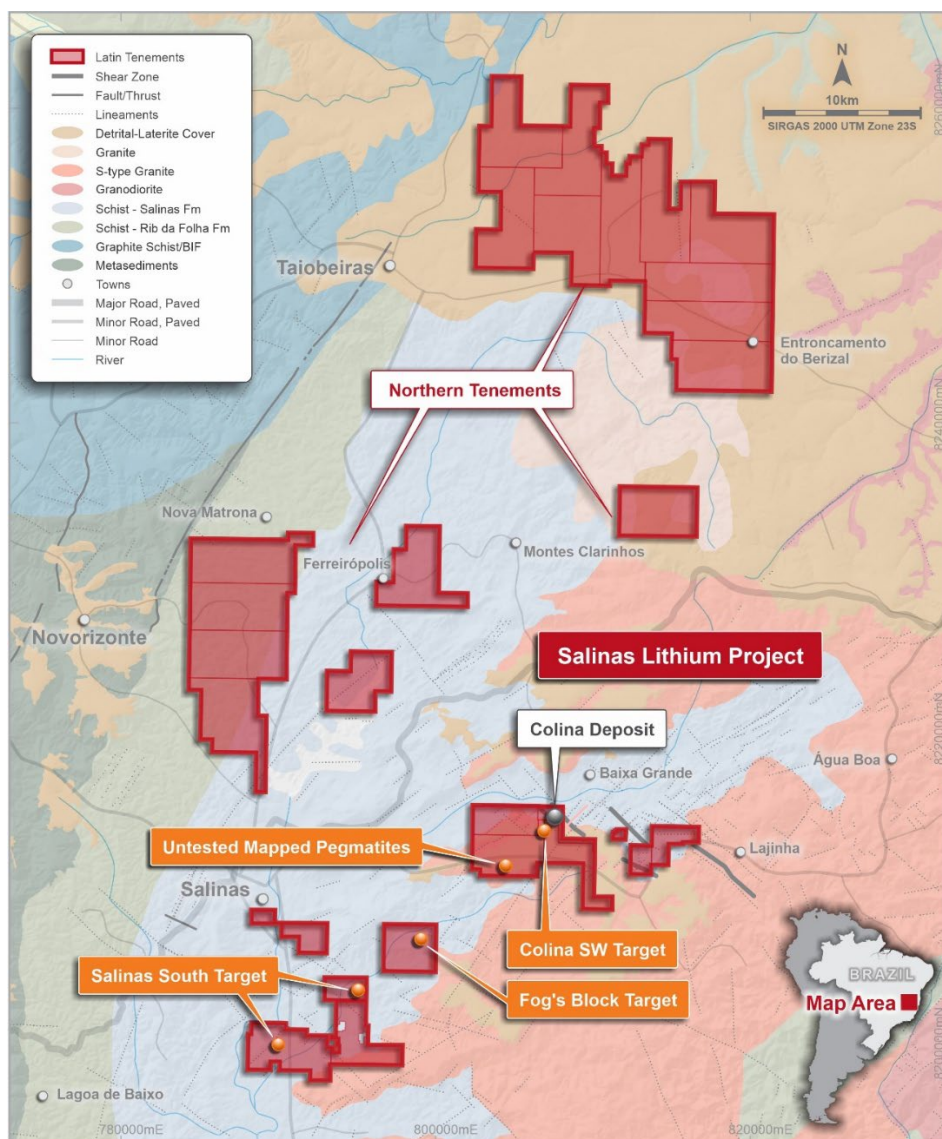 Latin Tenements
Shear Zone
Fault/Thrust
Lineaments
Detrital-Laterite Cover
Granite
S-type Granite
Granodiorite
Schist - Salinas Fm
Schist - Rib da Folha Fm
Graphite Schist/BIF
Metasediments
Towns
Major Road, Paved
Minor Road, Paved
Minor Road
River
N
10km
SIRGAS 2000 UTM Zone 23S
8260000mN
Taiobeiras
Entroncamento
do Berizal
Northern Tenements
8240000mN
Nova Matrona
Ferreirópolis
Montes Clarinhos
Novorizonte
Salinas Lithium Project
Colina Deposit
Baixa Grande
Água Boa
8220000mN
Untested Mapped Pegmatites
Lajinha
Salinas
Colina SW Target
Salinas South Target
Fog's Block Target
BRAZIL
Map Area
8200000mN
Lagoa de Baixo
780000mE
800000mE
820000mE